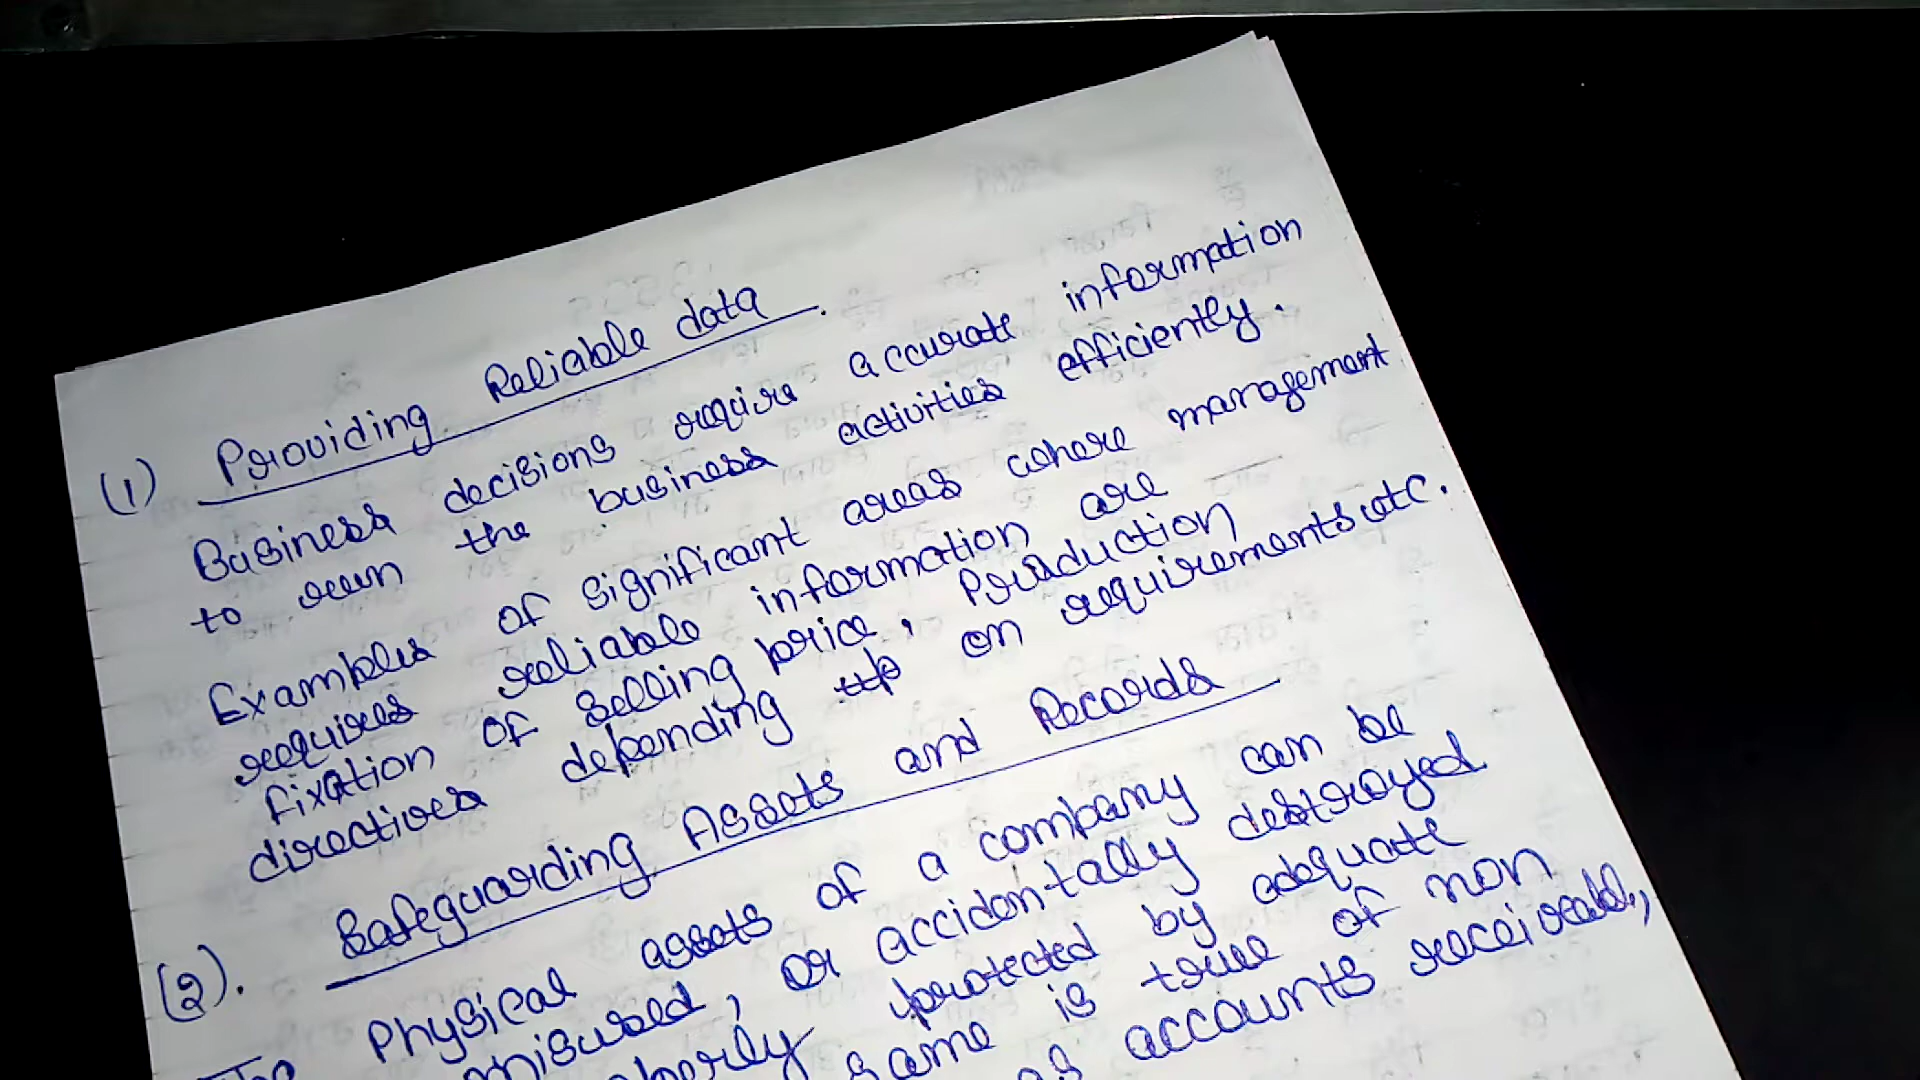 (1) Providing Reliable data.
Business decisions require accurate information
to run the business activities efficiently.
Examples of significant areas where management
requires reliable information are
fixation of selling price, Production
directives depending on requirements etc.
(2). Safeguarding Assets and Records
The Physical assets of a company can be
misused, or accidentally destroyed
protected by adequate
same is true of non
as accounts receivable,